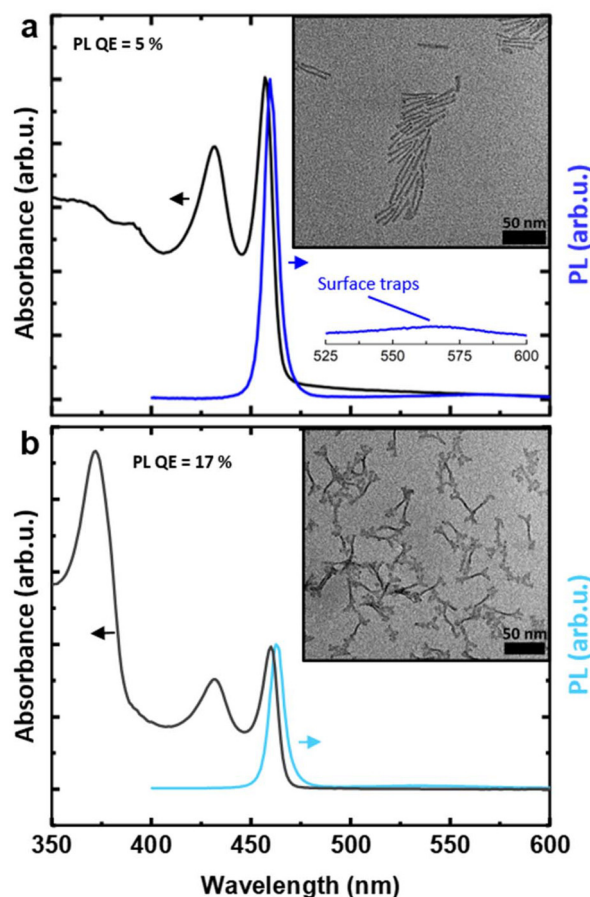 a
PL QE = 5 %
50 nm
Absorbance (arb.u.)
PL (arb.u.)
Surface traps
525 550 575 600
b
PL QE = 17 %
50 nm
Absorbance (arb.u.)
PL (arb.u.)
350 400 450 500 550 600
Wavelength (nm)